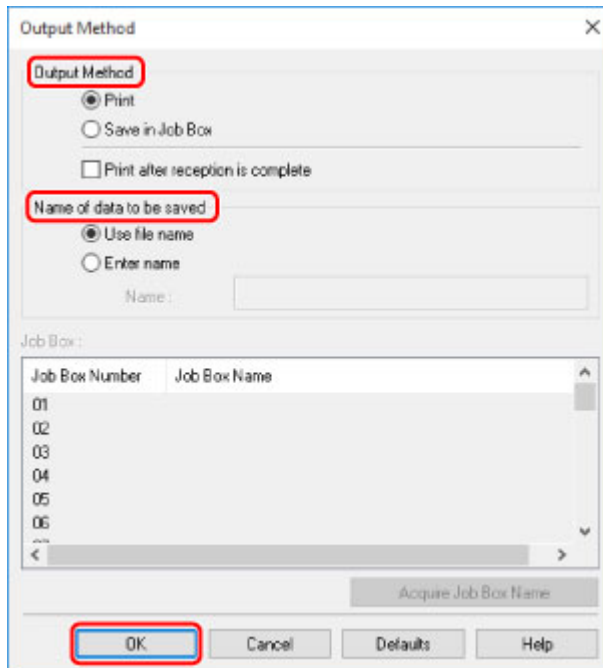 Output Method
Output Method
Print
Save in Job Box
Print after reception is complete
Name of data to be saved
Use file name
Enter name
Name :
Job Box :
Job Box Number Job Box Name
01
02
03
04
05
06
OK Cancel Defaults Help
Acquire Job Box Name